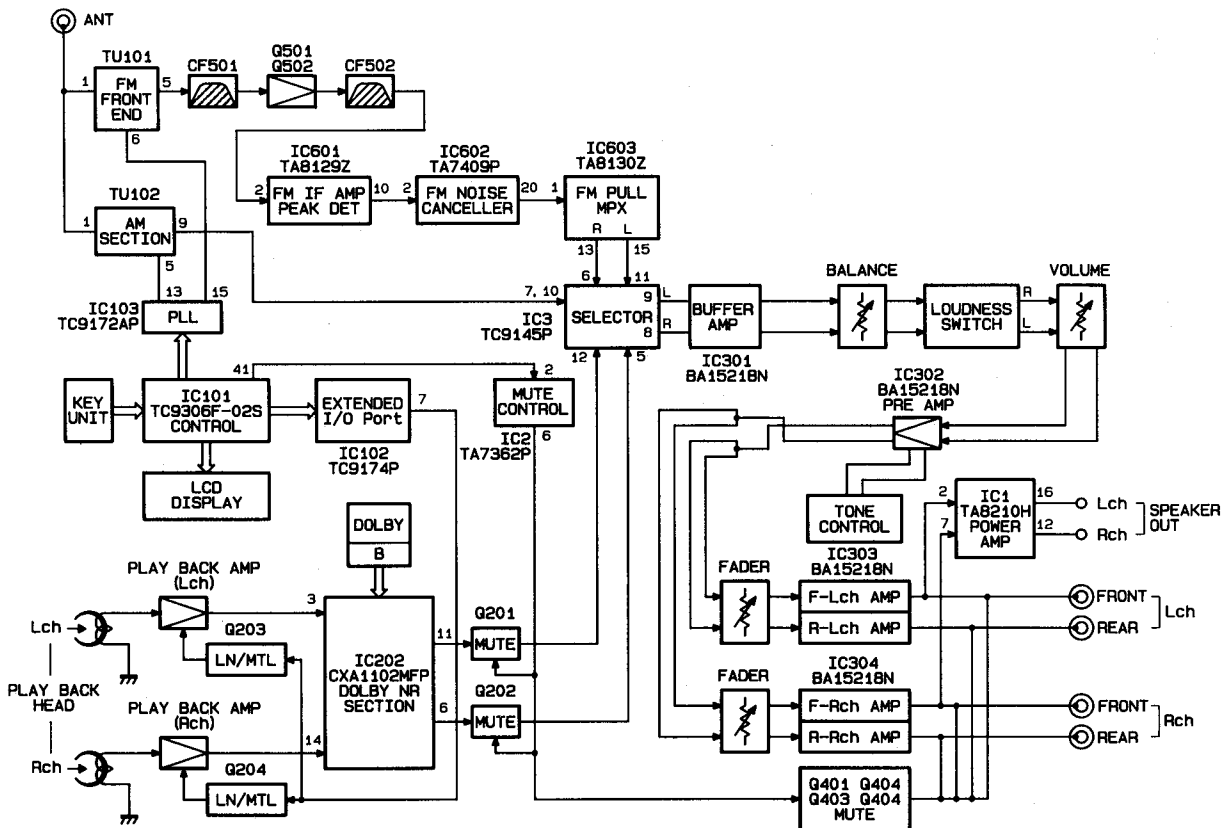 ANT
TU101
1
FM
FRONT
END
5
6
CF501
Q501
Q502
CF502
IC601
TA8129Z
2
FM IF AMP
PEAK DET
10
IC602
TA7409P
2
FM NOISE
CANCELLER
20
IC603
TA8130Z
1
FM PULL
MPX
R L
13 15
TU102
1
AM
SECTION
9
5
13 15
IC103
TC9172AP
PLL
6 11
7, 10
IC3
TC9145P
SELECTOR
9 L
8 R
12 5
BUFFER
AMP
IC301
BA15218N
BALANCE
LOUDNESS
SWITCH
R
L
VOLUME
KEY
UNIT
41
IC101
TC9306F-02S
CONTROL
EXTENDED
I/O Port
7
IC102
TC9174P
LCD
DISPLAY
2
MUTE
CONTROL
IC2
TA7362P
6
IC302
BA15218N
PRE AMP
TONE
CONTROL
2
7
IC1
TA8210H
POWER
AMP
16
12
Lch
Rch
SPEAKER
OUT
DOLBY
B
PLAY BACK AMP
(Lch)
Lch
Q203
LN/MTL
3
IC202
CXA1102MFP
DOLBY NR
SECTION
11
6
14
Q201
MUTE
Q202
MUTE
PLAY BACK
HEAD
PLAY BACK AMP
(Rch)
Rch
Q204
LN/MTL
FADER
IC303
BA15218N
F-Lch AMP
R-Lch AMP
FRONT
REAR
Lch
FADER
IC304
BA15218N
F-Rch AMP
R-Rch AMP
FRONT
REAR
Rch
Q401 Q404
Q403 Q404
MUTE